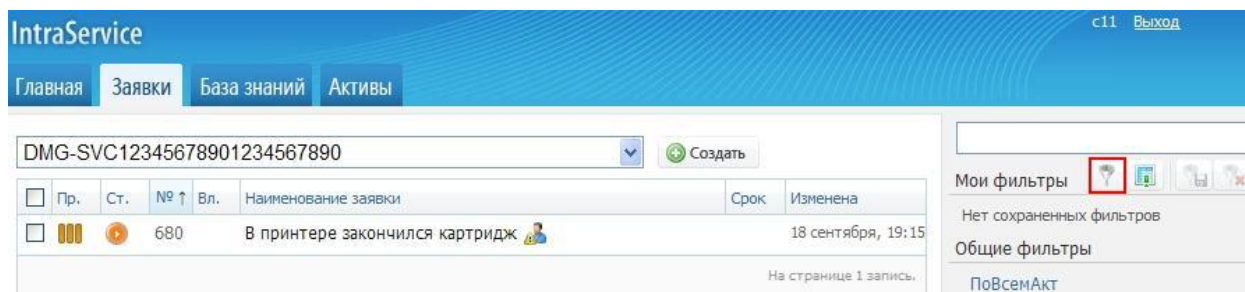 IntraService
с11 Выход
Главная Заявки База знаний Активы
DMG-SVC12345678901234567890 Создать
Мои фильтры
Пр. Ст. № ↑ Вл. Наименование заявки Срок Изменена
Нет сохраненных фильтров
680 В принтере закончился картридж 18 сентября, 19:15
Общие фильтры
На странице 1 запись.
ПоВсемАкт